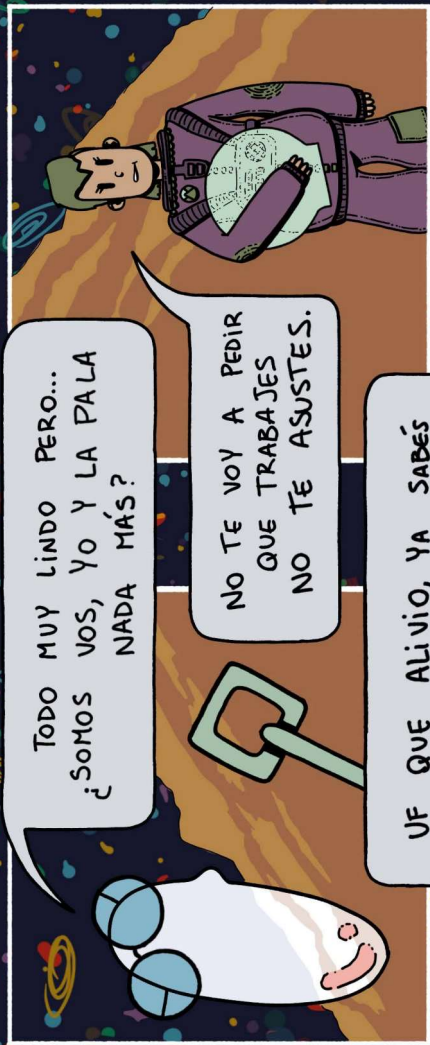 TODO MUY LINDO PERO...
¿SOMOS VOS, YO Y LA PALA
NADA MÁS?
NO TE VOY A PEDIR
QUE TRABAJES
NO TE ASUSTES.
UF QUE ALIVIO, YA SABÉS